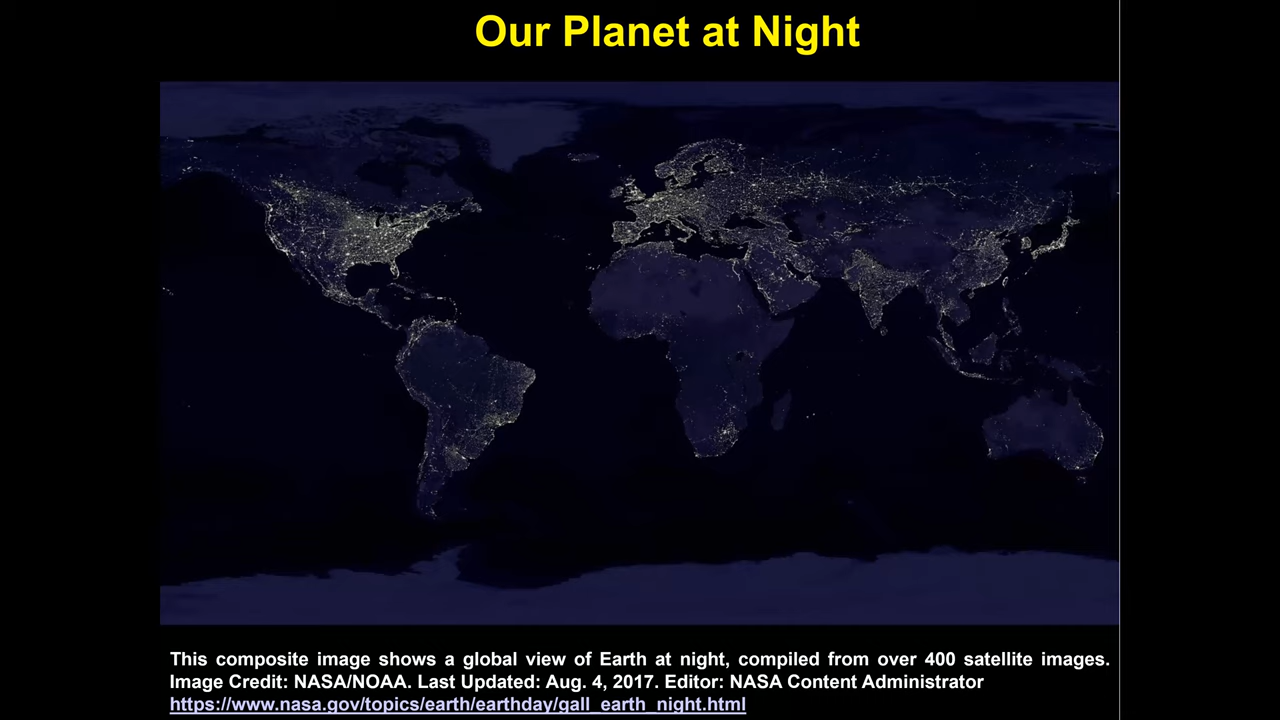 Our Planet at Night
This composite image shows a global view of Earth at night, compiled from over 400 satellite images.
Image Credit: NASA/NOAA. Last Updated: Aug. 4, 2017. Editor: NASA Content Administrator
https://www.nasa.gov/topics/earth/earthday/gall_earth_night.html